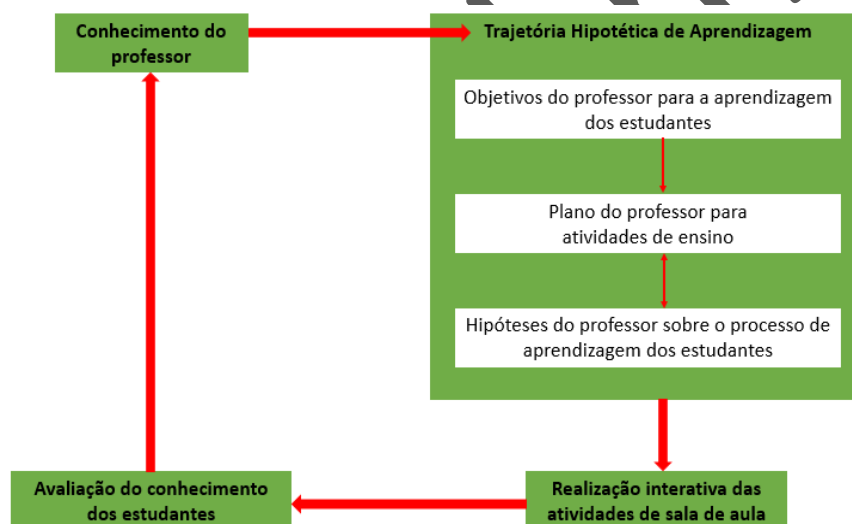 Conhecimento do
professor
Trajetória Hipotética de Aprendizagem
Objetivos do professor para a aprendizagem
dos estudantes
Plano do professor para
atividades de ensino
Hipóteses do professor sobre o processo de
aprendizagem dos estudantes
Avaliação do conhecimento
dos estudantes
Realização interativa das
atividades de sala de aula